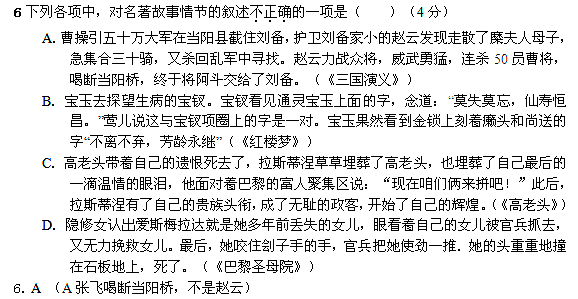 6 下列各项中，对名著故事情节的叙述不正确的一项是（ ）（4分）
A. 曹操引五十万大军在当阳县截住刘备，护卫刘备家小的赵云发现走散了糜夫人母子，
急集合三十骑，又杀回乱军中寻找。赵云力战众将，威武勇猛，连杀 50 员曹将，
喝断当阳桥，终于将阿斗交给了刘备。（《三国演义》）
B. 宝玉去探望生病的宝钗。宝钗看见通灵宝玉上面的字，念道：“莫失莫忘，仙寿恒
昌。”莺儿说这与宝钗项圈上的字是一对。宝玉果然看到金锁上刻着癞头和尚送的
字“不离不弃，芳龄永继”（《红楼梦》）
C. 高老头带着自己的遗恨死去了，拉斯蒂涅草草埋葬了高老头，也埋葬了自己最后的
一滴温情的眼泪，他面对着巴黎的富人聚集区说：“现在咱们俩来拼吧！”此后，
拉斯蒂涅有了自己的贵族头衔，成了无耻的政客，开始了自己的辉煌。（《高老头》）
D. 隐修女认出爱斯梅拉达就是她多年前丢失的女儿，眼看着自己的女儿被官兵抓去，
又无力挽救女儿。最后，她咬住刽子手的手，官兵把她使劲一推．她的头重重地撞
在石板地上，死了。（《巴黎圣母院》）
6．A （A 张飞喝断当阳桥，不是赵云）